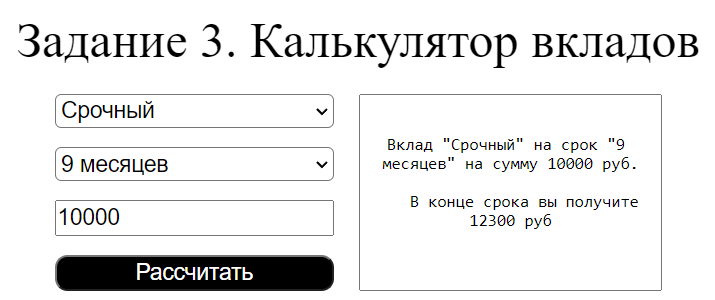 Задание 3. Калькулятор вкладов
Срочный
9 месяцев
10000
Рассчитать
Вклад "Срочный" на срок "9
месяцев" на сумму 10000 руб.
В конце срока вы получите
12300 руб